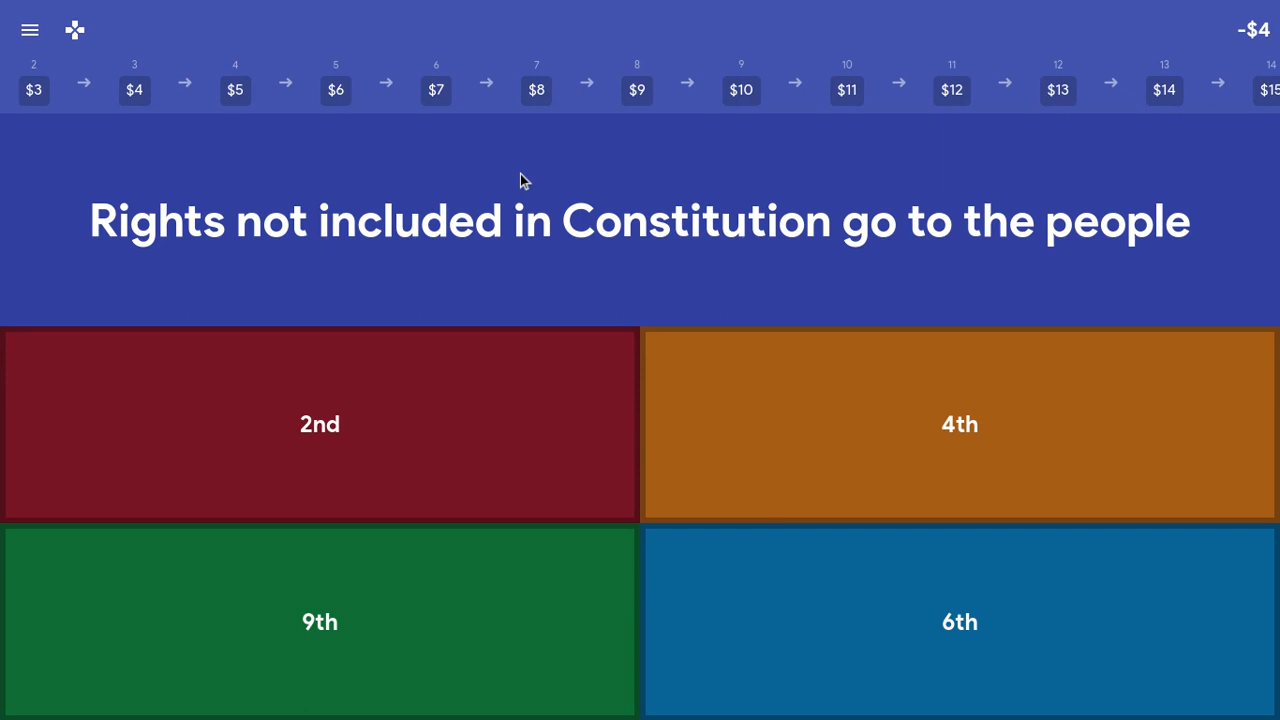 -$4
2 3 4 5 6 7 8 9 10 11 12 13 14
$3 → $4 → $5 → $6 → $7 → $8 → $9 → $10 → $11 → $12 → $13 → $14 → $15
Rights not included in Constitution go to the people
2nd
4th
9th
6th